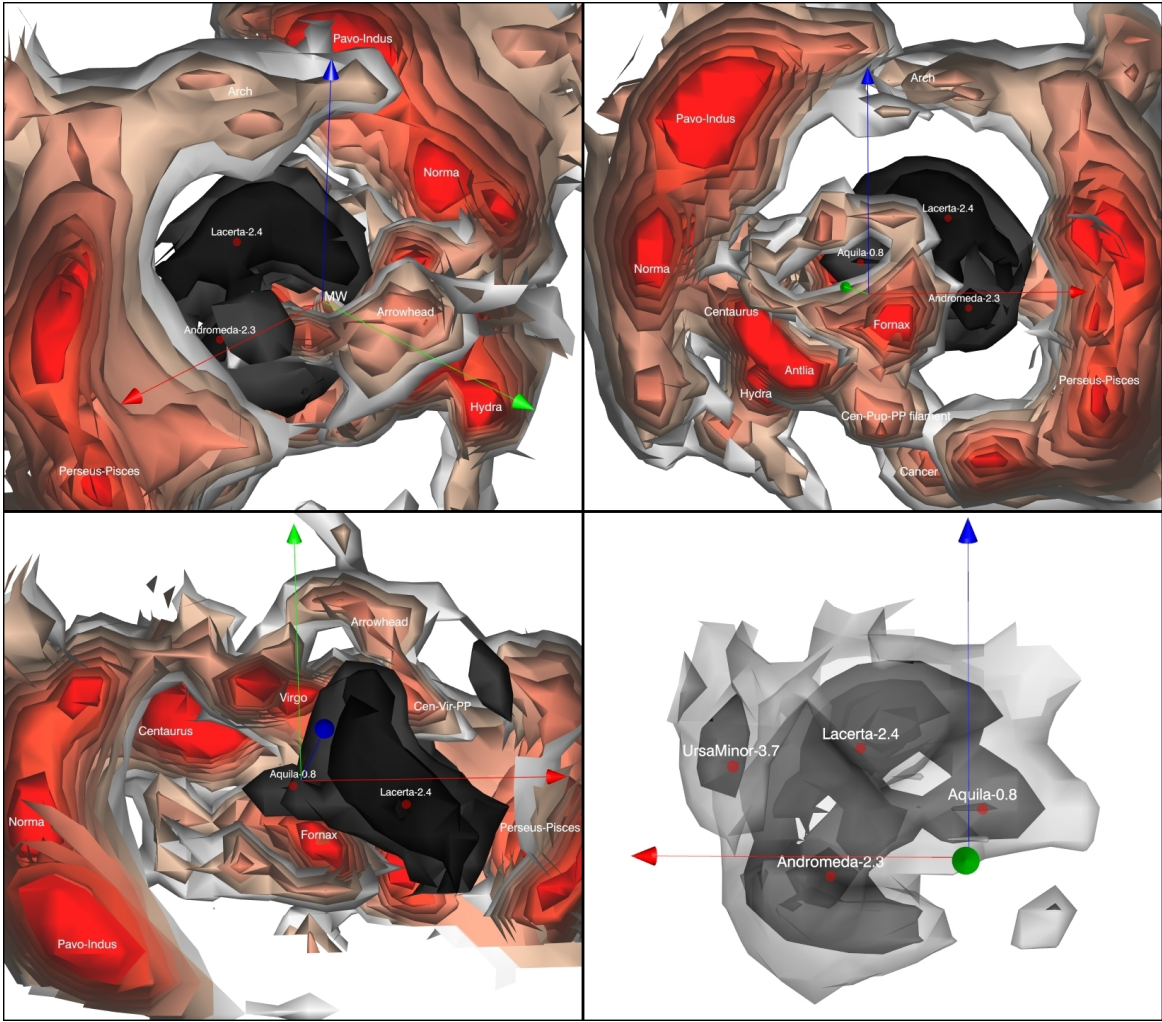 Pavo-Indus
Arch
Norma
Lacerta-2.4
MW
Arrowhead
Andromeda-2.3
Hydra
Perseus-Pisces
Arch
Pavo-Indus
Lacerta-2.4
Aquila-0.8
Norma
Andromeda-2.3
Centaurus
Fornax
Antlia
Perseus-Pisces
Hydra
Cen-Pup-PP filament
Cancer
Arrowhead
Virgo
Cen-Vir-PP
Centaurus
Aquila-0.8
Lacerta-2.4
Norma
Perseus-Pisces
Fornax
Pavo-Indus
Lacerta-2.4
UrsaMinor-3.7
Aquila-0.8
Andromeda-2.3